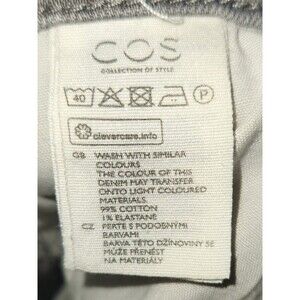 COS
COLLECTION OF STYLE
40 P
clevercare.info
GB WASH WITH SIMILAR
COLOURS
THE COLOUR OF THIS
DENIM MAY TRANSFER
ONTO LIGHT COLOURED
MATERIALS.
99% COTTON
1% ELASTANE
CZ PERTE S PODOBNÝMI
BARVAMI
BARVA TÉTO DŽÍNOVINY SE
MŮŽE PŘENÉST
NA MATERIÁLY